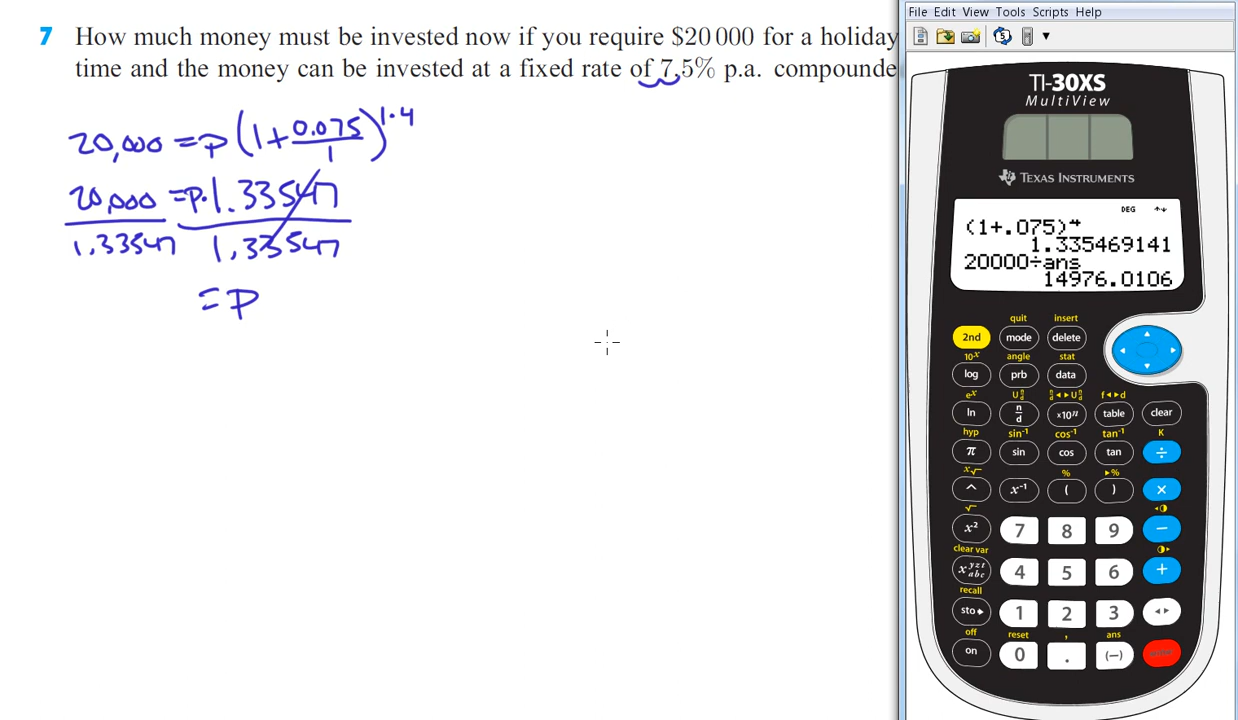 7 How much money must be invested now if you require $20 000 for a holiday
time and the money can be invested at a fixed rate of 7.5% p.a. compounde
20,000 = P(1+0.075/1)^1·4
20,000 = P·1.33547
1.33547 1.33547
= P
File Edit View Tools Scripts Help
TI-30XS
MultiView
TEXAS INSTRUMENTS
DEG
(1+.075)^4
1.335469141
20000÷ans
14976.0106
quit insert
2nd mode delete
10ˣ angle stat
log prb data
eˣ U n/d n/d◄►U n/d f◄►d
ln n/d ×10ⁿ table clear
hyp sin⁻¹ cos⁻¹ tan⁻¹ K
π sin cos tan ÷
ˣ√ % ►%
^ x⁻¹ ( ) ×
√
x² 7 8 9 −
clear var
x yzt abc 4 5 6 +
recall
sto► 1 2 3 ◄►
off reset , ans
on 0 . (−) enter